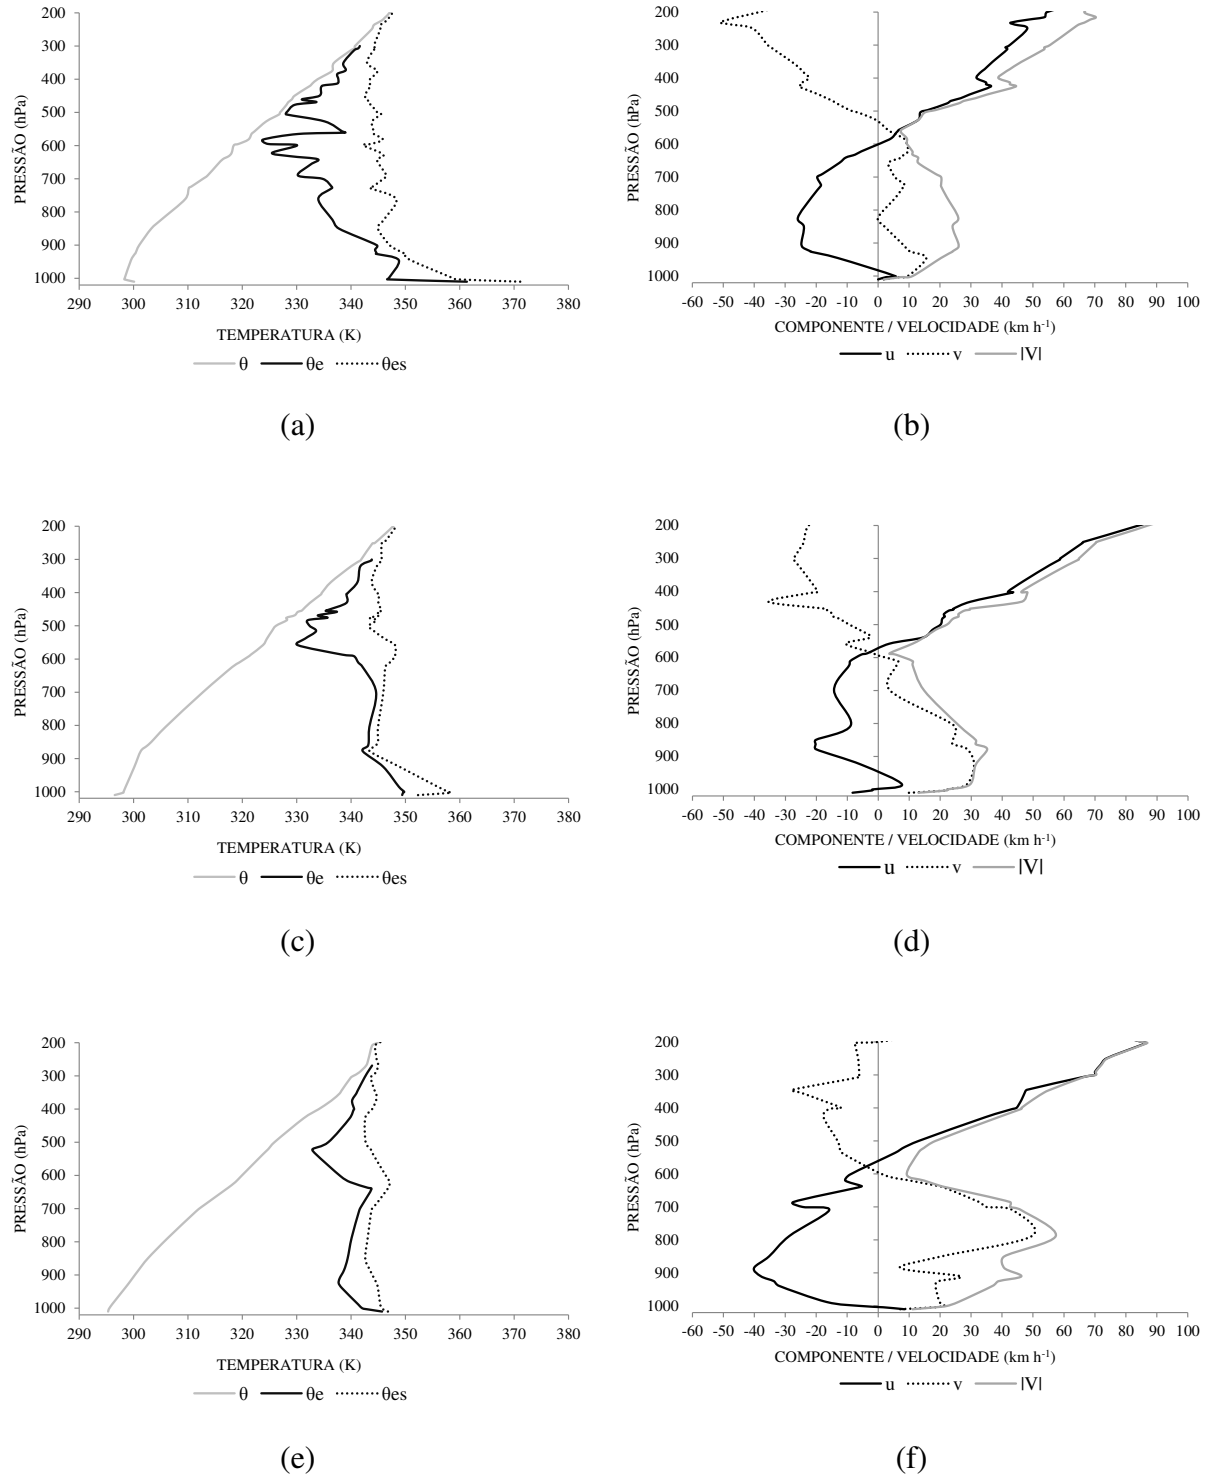 200
300
400
500
600
700
800
900
1000
PRESSÃO (hPa)
290 300 310 320 330 340 350 360 370 380
TEMPERATURA (K)
θ θe θes
(a)
200
300
400
500
600
700
800
900
1000
PRESSÃO (hPa)
-60 -50 -40 -30 -20 -10 0 10 20 30 40 50 60 70 80 90 100
COMPONENTE / VELOCIDADE (km h⁻¹)
u v |V|
(b)
200
300
400
500
600
700
800
900
1000
PRESSÃO (hPa)
290 300 310 320 330 340 350 360 370 380
TEMPERATURA (K)
θ θe θes
(c)
200
300
400
500
600
700
800
900
1000
PRESSÃO (hPa)
-60 -50 -40 -30 -20 -10 0 10 20 30 40 50 60 70 80 90 100
COMPONENTE / VELOCIDADE (km h⁻¹)
u v |V|
(d)
200
300
400
500
600
700
800
900
1000
PRESSÃO (hPa)
290 300 310 320 330 340 350 360 370 380
TEMPERATURA (K)
θ θe θes
(e)
200
300
400
500
600
700
800
900
1000
PRESSÃO (hPa)
-60 -50 -40 -30 -20 -10 0 10 20 30 40 50 60 70 80 90 100
COMPONENTE / VELOCIDADE (km h⁻¹)
u v |V|
(f)